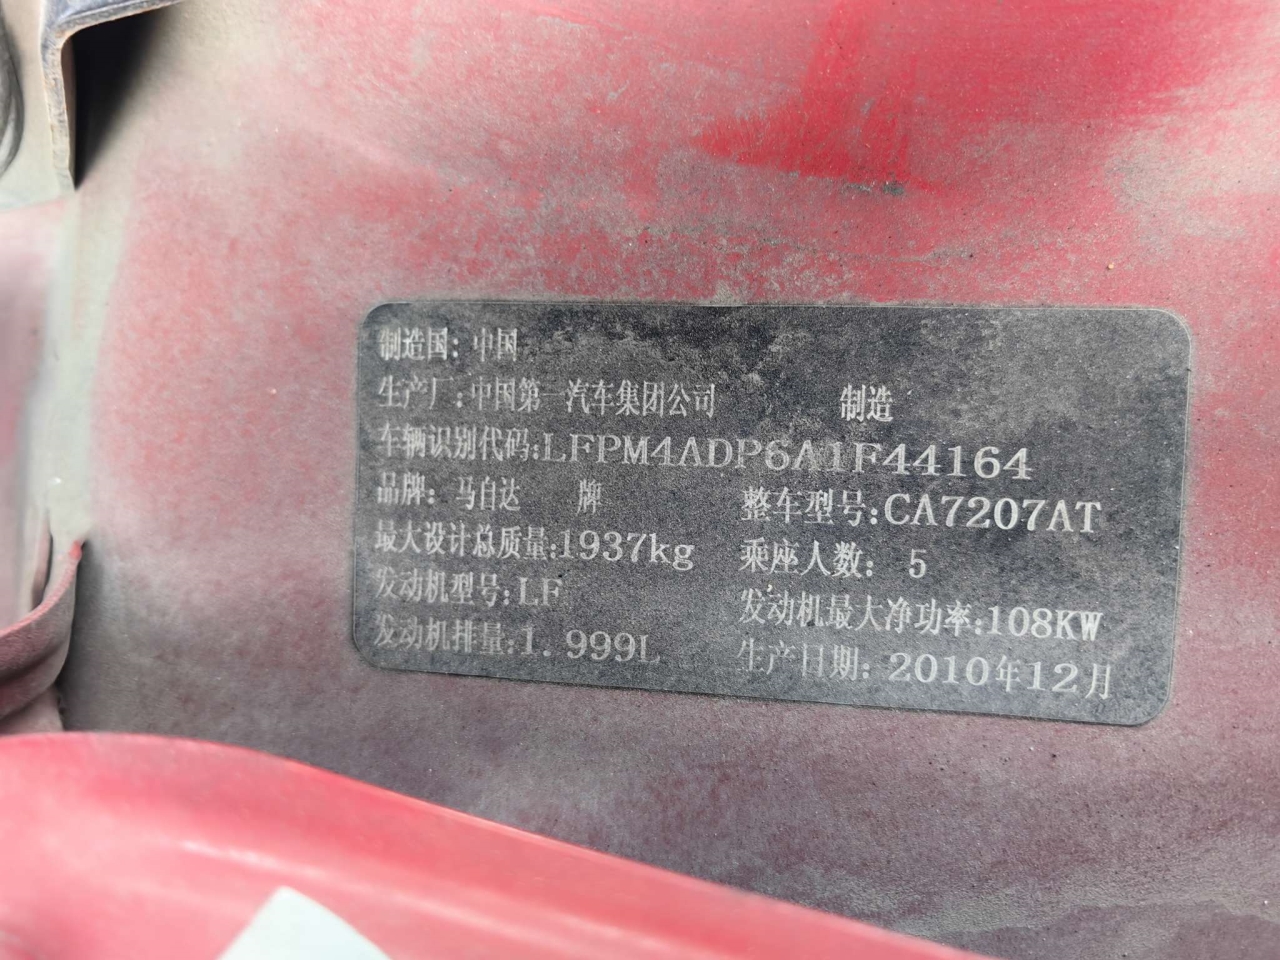 制造国：中国
生产厂：中国第一汽车集团公司 制造
车辆识别代码：LFPM4ADP6A1F44164
品牌：马自达 牌 整车型号：CA7207AT
最大设计总质量：1937kg 乘座人数：5
发动机型号：LF 发动机最大净功率：108KW
发动机排量：1.999L 生产日期：2010年12月